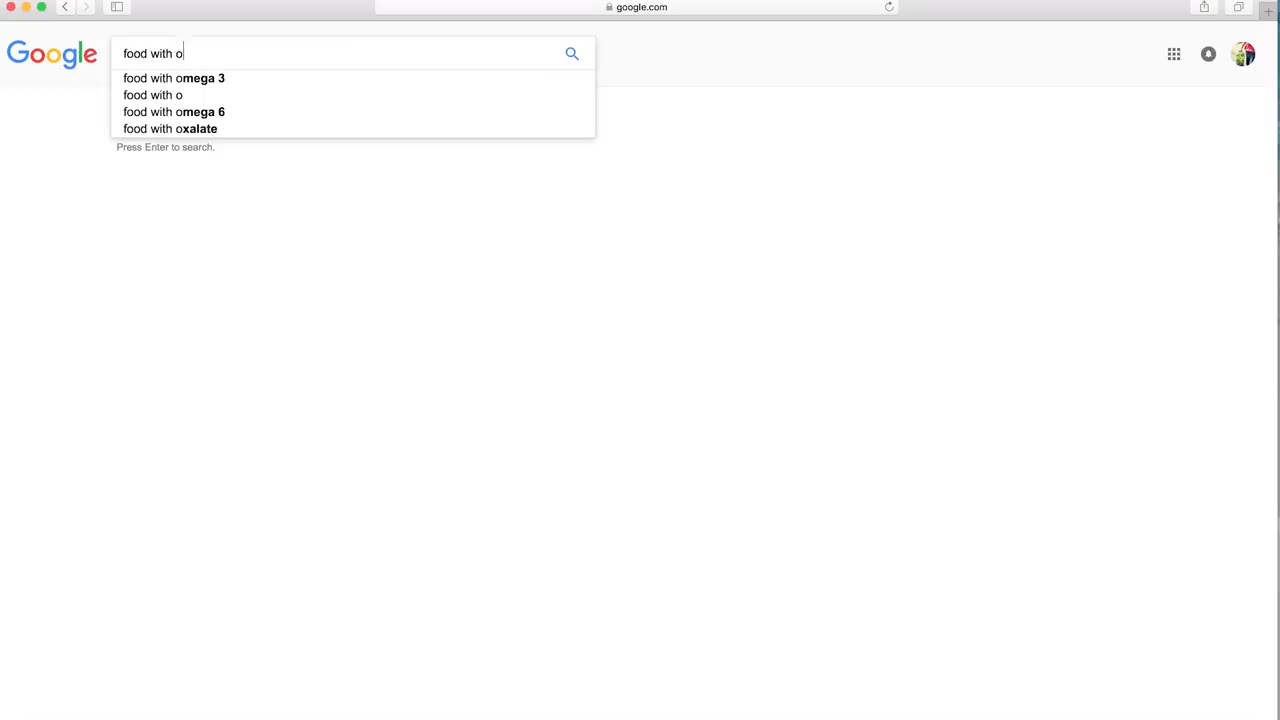 google.com
Google
food with o
food with omega 3
food with o
food with omega 6
food with oxalate
Press Enter to search.